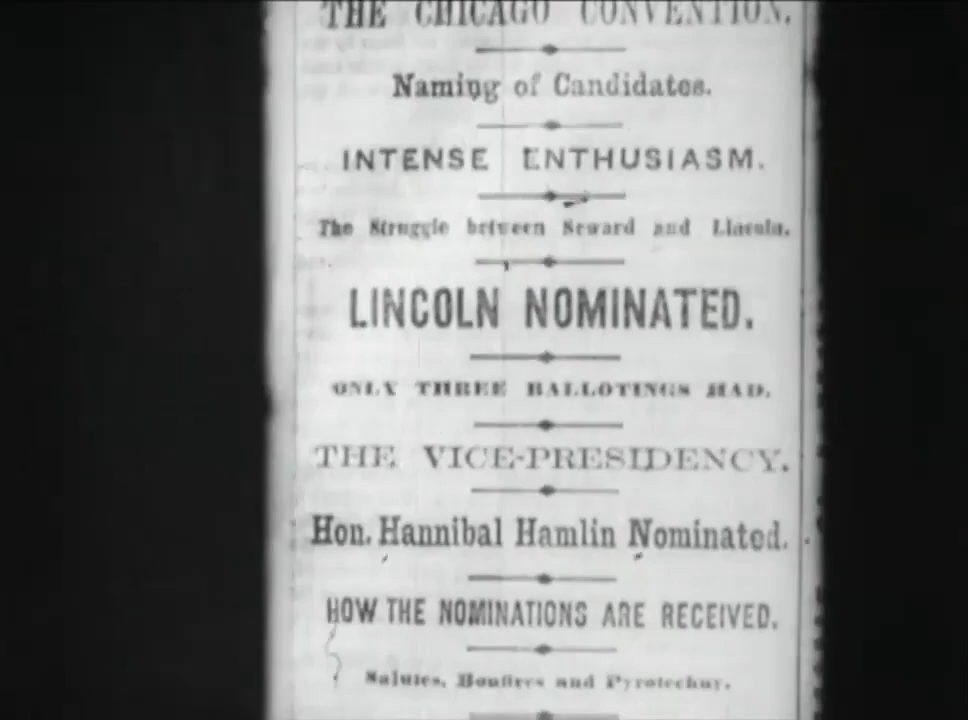 THE CHICAGO CONVENTION.
Naming of Candidates.
INTENSE ENTHUSIASM.
The Struggle between Seward and Lincoln.
LINCOLN NOMINATED.
ONLY THREE BALLOTINGS HAD.
THE VICE-PRESIDENCY.
Hon. Hannibal Hamlin Nominated.
HOW THE NOMINATIONS ARE RECEIVED.
Salutes, Bonfires and Pyrotechny.